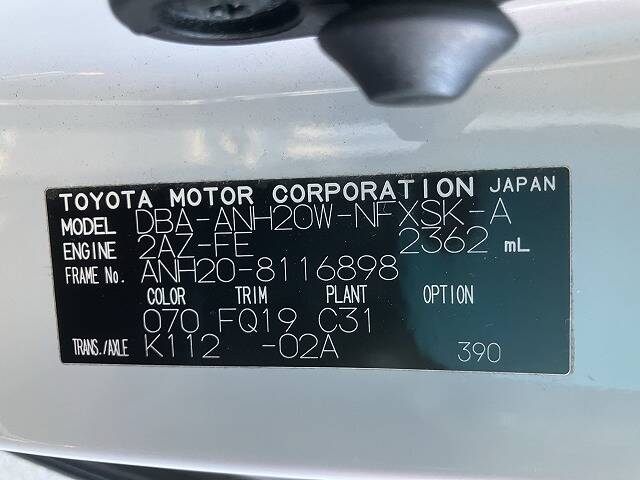 TOYOTA MOTOR CORPORATION JAPAN
MODEL DBA-ANH20W-NFXSK-A
ENGINE 2AZ-FE 2362 mL
FRAME No. ANH20-8116898
COLOR TRIM PLANT OPTION
070 FQ19 C31
TRANS./AXLE K112 -02A 390